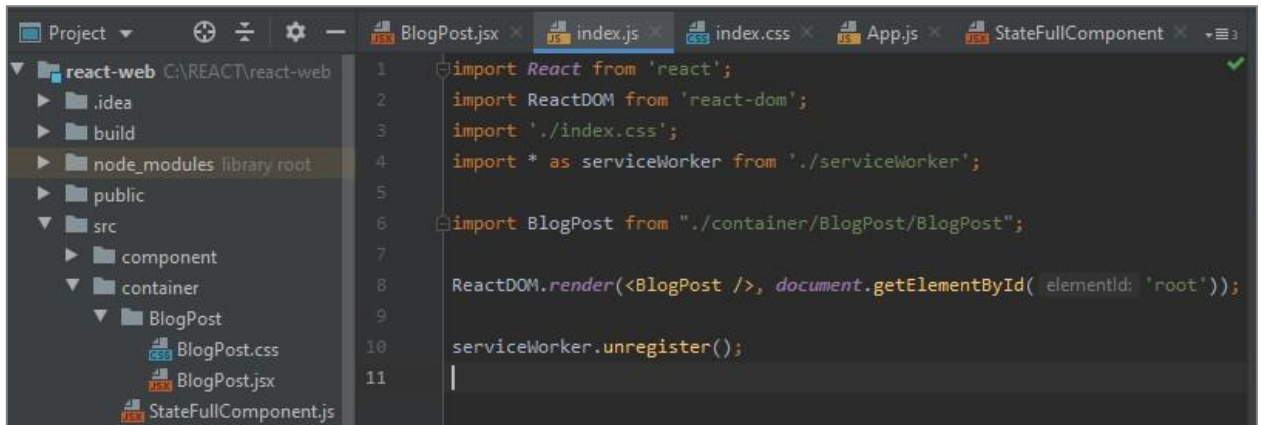 Project
react-web C:\REACT\react-web
.idea
build
node_modules library root
public
src
component
container
BlogPost
BlogPost.css
BlogPost.jsx
StateFullComponent.js
BlogPost.jsx index.js index.css App.js StateFullComponent
1 import React from 'react';
2 import ReactDOM from 'react-dom';
3 import './index.css';
4 import * as serviceWorker from './serviceWorker';
5
6 import BlogPost from "./container/BlogPost/BlogPost";
7
8 ReactDOM.render(<BlogPost />, document.getElementById( elementId: 'root'));
9
10 serviceWorker.unregister();
11